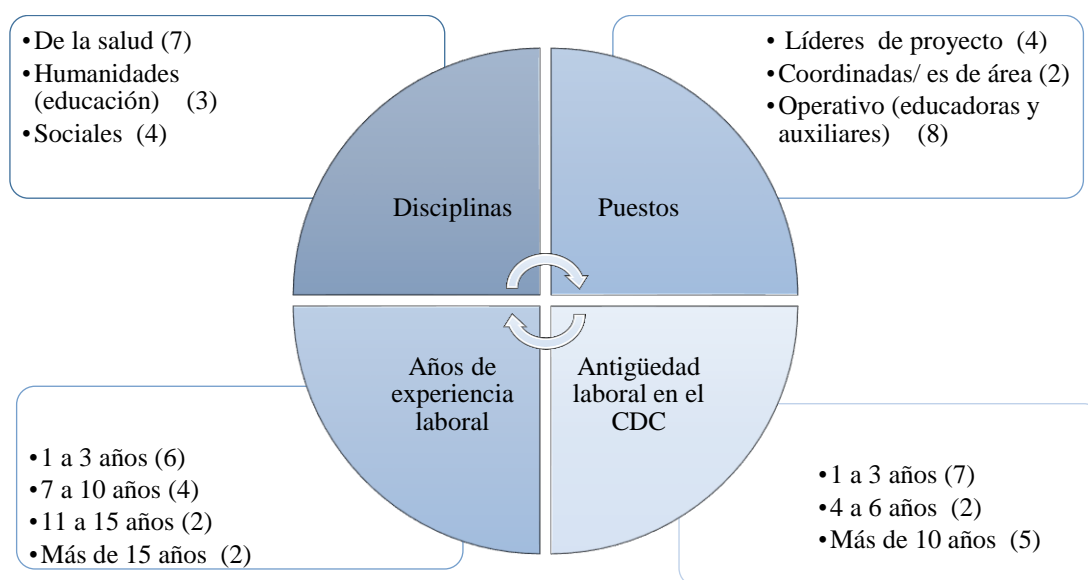 •De la salud (7)
•Humanidades
(educación) (3)
•Sociales (4)
• Líderes de proyecto (4)
•Coordinadas/ es de área (2)
•Operativo (educadoras y
auxiliares) (8)
Disciplinas
Puestos
Años de
experiencia
laboral
Antigüedad
laboral en el
CDC
•1 a 3 años (6)
•7 a 10 años (4)
•11 a 15 años (2)
•Más de 15 años (2)
•1 a 3 años (7)
•4 a 6 años (2)
•Más de 10 años (5)